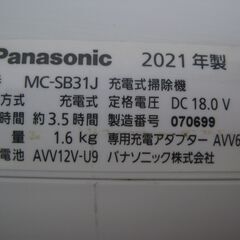 Panasonic 2021年製
MC-SB31J 充電式掃除機
方式 充電式 定格電圧 DC 18.0 V
時間 約3.5時間 製造番号 070699
1.6kg 専用充電アダプター AVV6
電池 AVV12V-U9 パナソニック株式会社